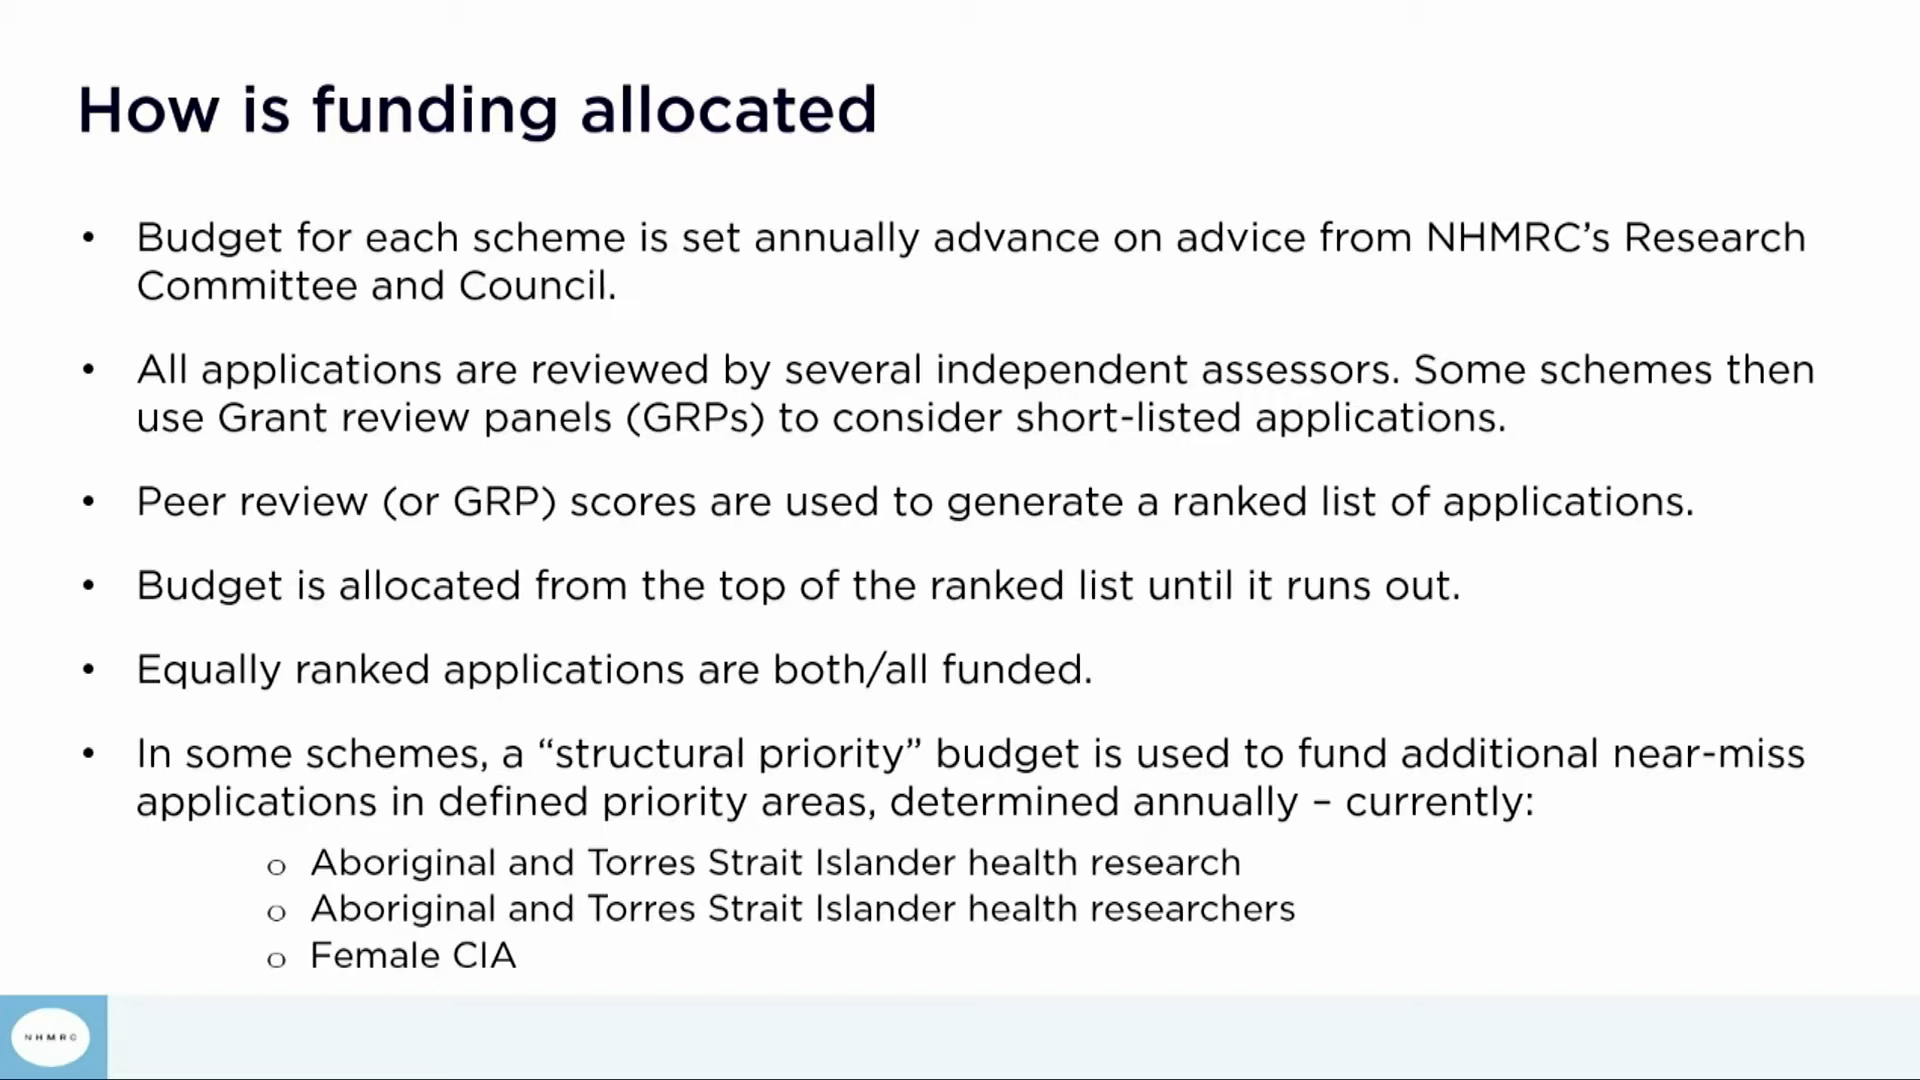 How is funding allocated
• Budget for each scheme is set annually advance on advice from NHMRC’s Research
Committee and Council.
• All applications are reviewed by several independent assessors. Some schemes then
use Grant review panels (GRPs) to consider short-listed applications.
• Peer review (or GRP) scores are used to generate a ranked list of applications.
• Budget is allocated from the top of the ranked list until it runs out.
• Equally ranked applications are both/all funded.
• In some schemes, a “structural priority” budget is used to fund additional near-miss
applications in defined priority areas, determined annually – currently:
o Aboriginal and Torres Strait Islander health research
o Aboriginal and Torres Strait Islander health researchers
o Female CIA
NHMRC